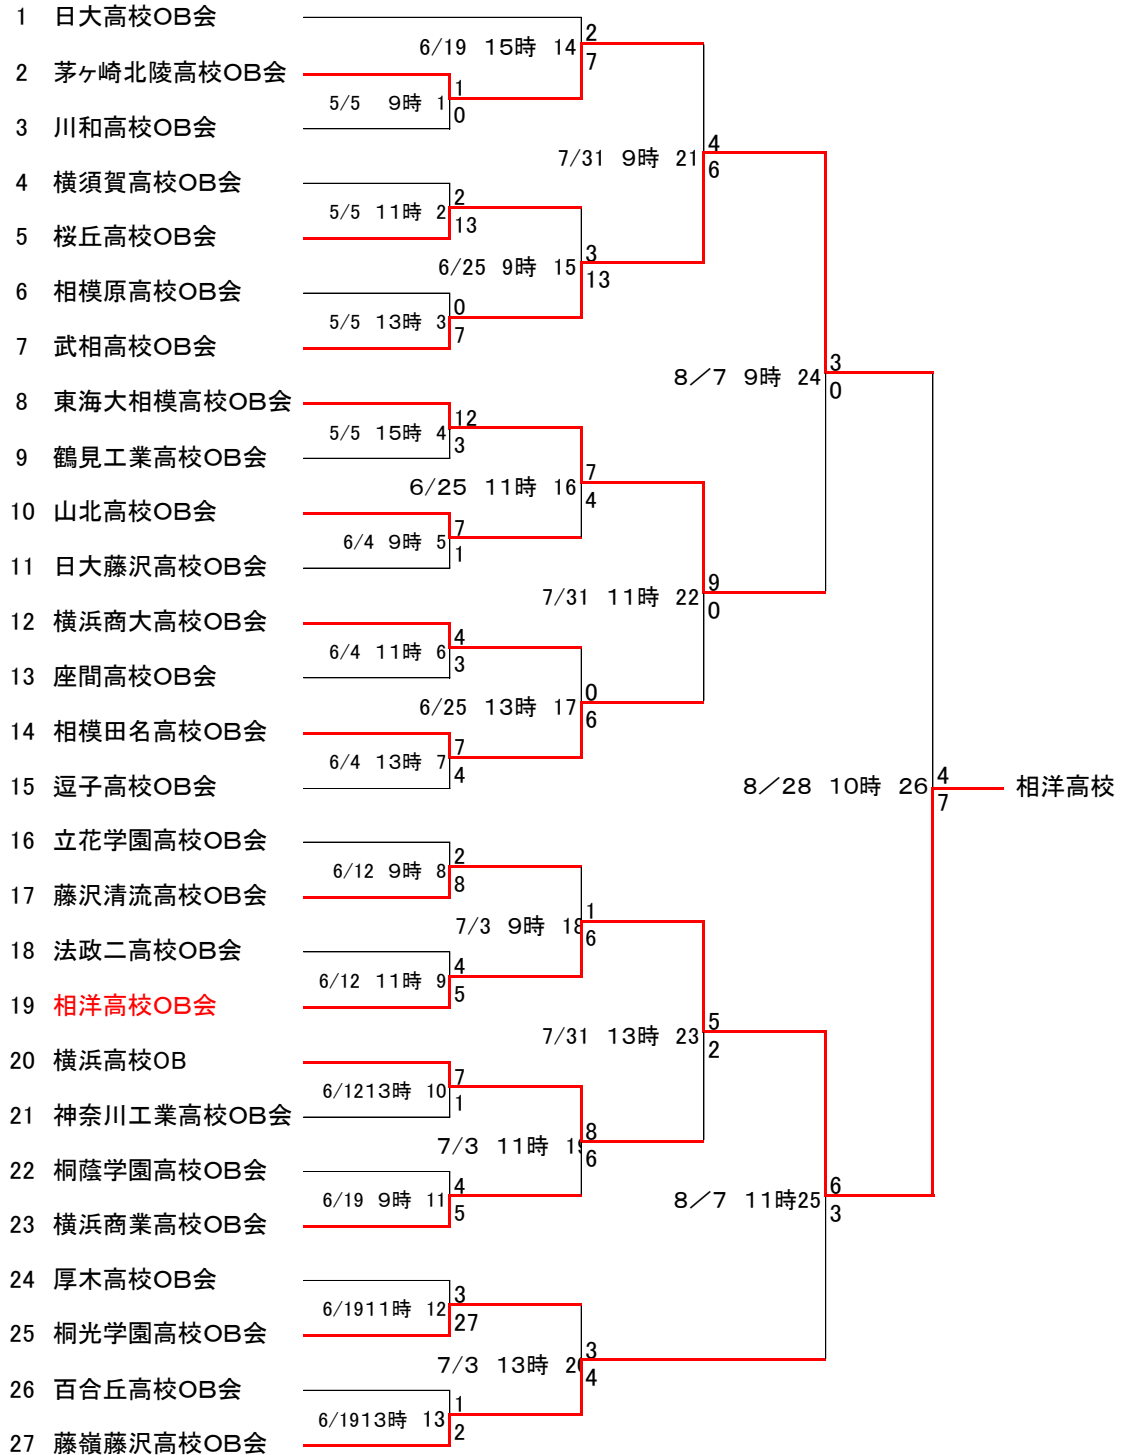 1 日大高校OB会
2
6/19 15時 14
7
2 茅ヶ崎北陵高校OB会
1
5/5 9時 1
0
3 川和高校OB会
4
7/31 9時 21
6
4 横須賀高校OB会
2
5/5 11時 2
13
5 桜丘高校OB会
3
6/25 9時 15
13
6 相模原高校OB会
0
5/5 13時 3
7
7 武相高校OB会
3
8/7 9時 24
0
8 東海大相模高校OB会
12
5/5 15時 4
3
9 鶴見工業高校OB会
7
6/25 11時 16
4
10 山北高校OB会
7
6/4 9時 5
1
11 日大藤沢高校OB会
9
7/31 11時 22
0
12 横浜商大高校OB会
4
6/4 11時 6
3
13 座間高校OB会
0
6/25 13時 17
6
14 相模田名高校OB会
7
6/4 13時 7
4
15 逗子高校OB会
4
8/28 10時 26
7
相洋高校
16 立花学園高校OB会
2
6/12 9時 8
8
17 藤沢清流高校OB会
1
7/3 9時 18
6
18 法政二高校OB会
4
6/12 11時 9
5
19 相洋高校OB会
5
7/31 13時 23
2
20 横浜高校OB
7
6/1213時 10
1
21 神奈川工業高校OB会
8
7/3 11時 19
6
22 桐蔭学園高校OB会
4
6/19 9時 11
5
23 横浜商業高校OB会
6
8/7 11時25
3
24 厚木高校OB会
3
6/1911時 12
27
25 桐光学園高校OB会
3
7/3 13時 20
4
26 百合丘高校OB会
1
6/1913時 13
2
27 藤嶺藤沢高校OB会